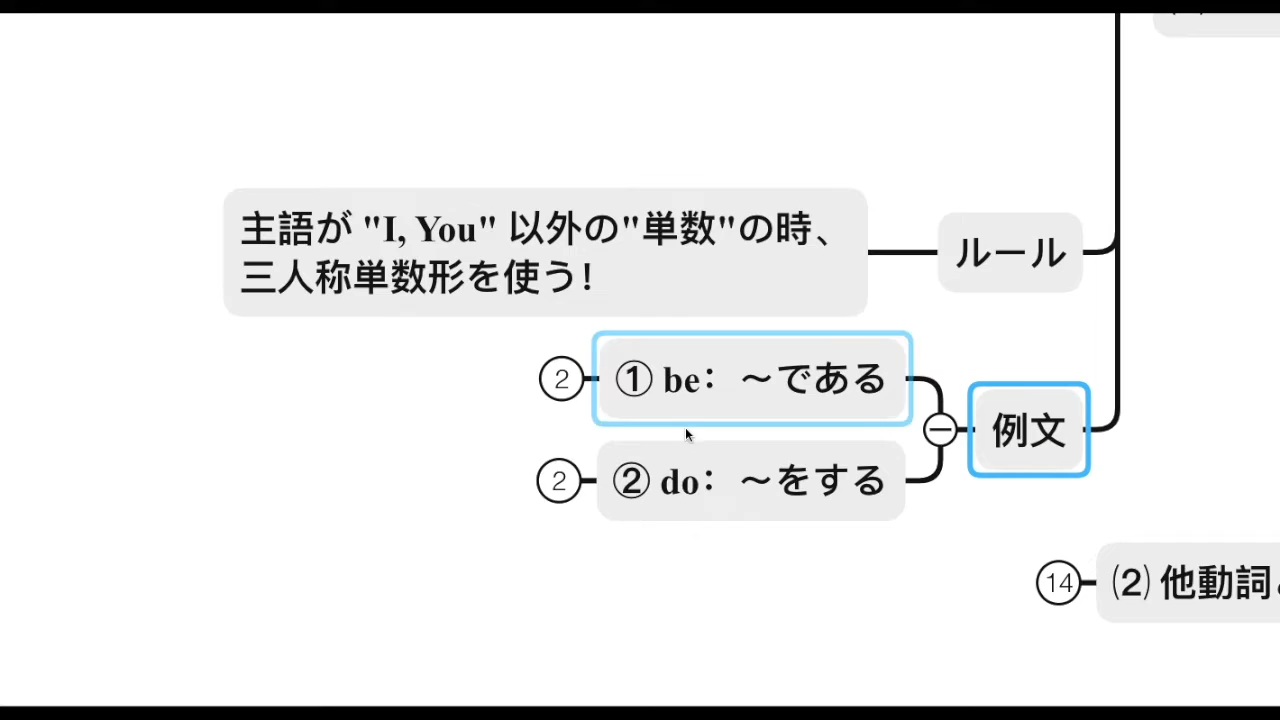 主語が "I, You" 以外の"単数"の時、
三人称単数形を使う!
ルール
2
① be: 〜である
例文
2
② do: 〜をする
14
(2) 他動詞